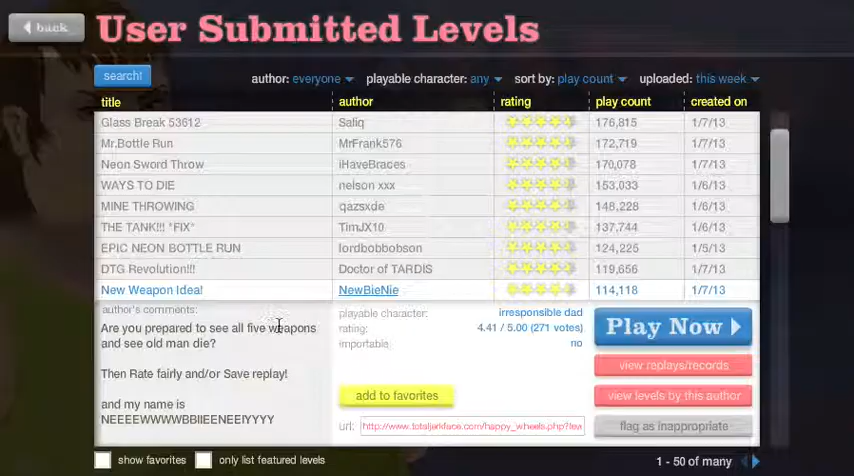 back
User Submitted Levels
search!
author: everyone playable character: any sort by: play count uploaded: this week
title author rating play count created on
Glass Break 53612 Saliq 176,815 1/7/13
Mr.Bottle Run MrFrank576 172,719 1/7/13
Neon Sword Throw iHaveBraces 170,078 1/7/13
WAYS TO DIE nelson xxx 153,033 1/6/13
MINE THROWING qazsxde 148,228 1/6/13
THE TANK!!! *FIX* TimJX10 137,744 1/6/13
EPIC NEON BOTTLE RUN lordbobbobson 124,225 1/5/13
DTG Revolution!!! Doctor of TARDIS 119,656 1/7/13
New Weapon Idea! NewBieNie 114,118 1/7/13
author's comments:
Are you prepared to see all five weapons
and see old man die?
Then Rate fairly and/or Save replay!
and my name is
NEEEEWWWWBBIIEENEEIYYYY
playable character: irresponsible dad
rating: 4.41 / 5.00 (271 votes)
importable: no
add to favorites
url: http://www.totaljerkface.com/happy_wheels.php?lev
Play Now
view replays/records
view levels by this author
flag as inappropriate
show favorites only list featured levels 1 - 50 of many